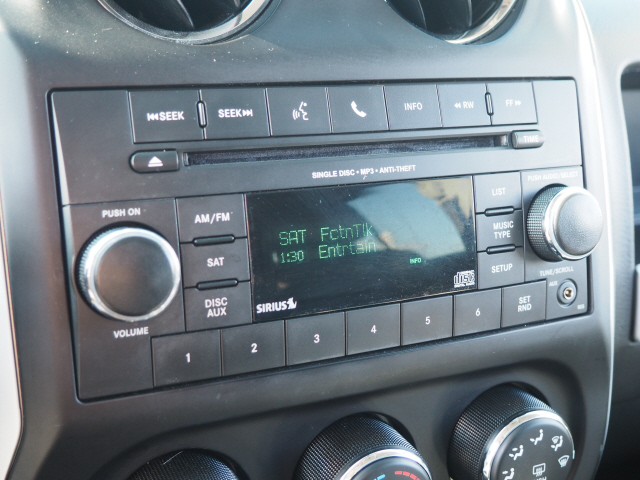 SEEK
SEEK
INFO
RW
FF
TIME
SINGLE DISC • MP3 • ANTI-THEFT
PUSH ON
VOLUME
AM/FM
SAT
DISC
AUX
SAT FctnTlK
1:30 Entrtain
INFO
SIRIUS
LIST
MUSIC
TYPE
SETUP
PUSH AUDIO/SELECT
TUNE/SCROLL
AUX
1
2
3
4
5
6
SET
RND